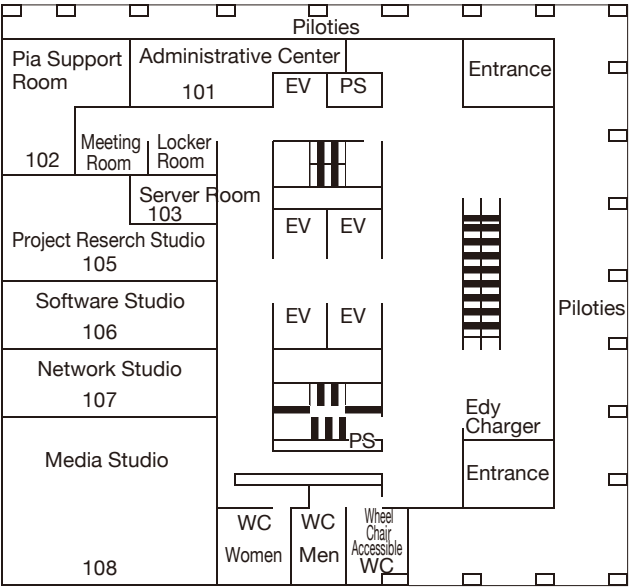 Piloties
Pia Support
Room
102
Administrative Center
101
EV
PS
Entrance
Meeting
Room
Locker
Room
Server Room
103
Project Reserch Studio
105
EV
EV
Software Studio
106
EV
EV
Piloties
Network Studio
107
Edy
Charger
PS
Media Studio
108
Entrance
WC
Women
WC
Men
Wheel
Chair
Accessible
WC